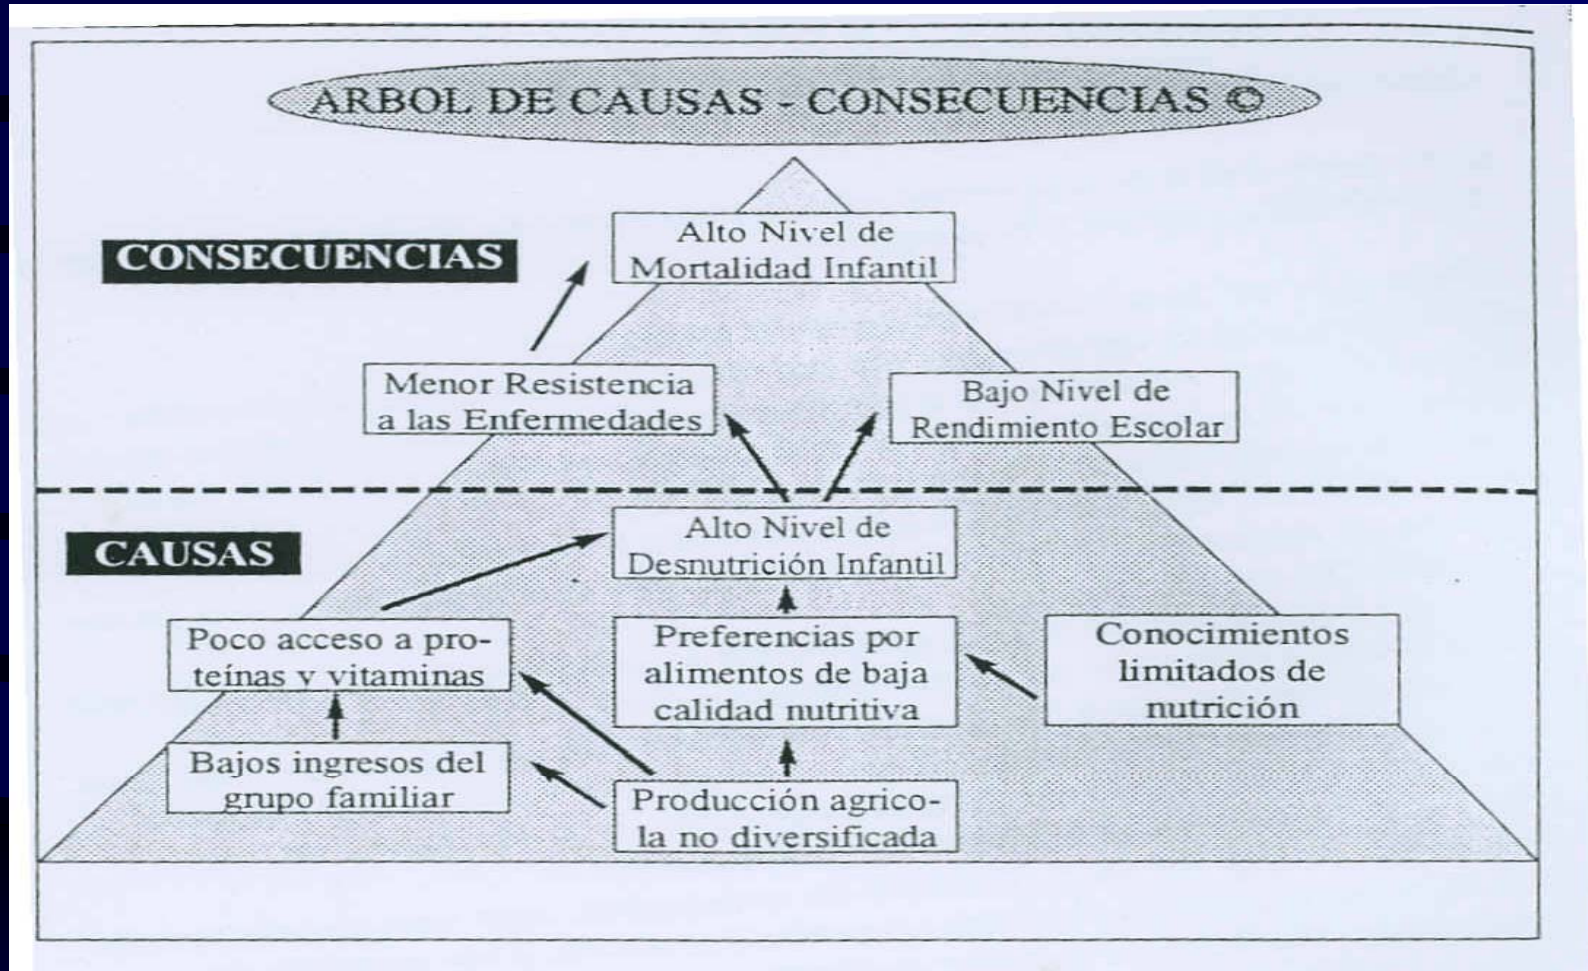 ARBOL DE CAUSAS - CONSECUENCIAS ©
CONSECUENCIAS
Alto Nivel de
Mortalidad Infantil
Menor Resistencia
a las Enfermedades
Bajo Nivel de
Rendimiento Escolar
CAUSAS
Alto Nivel de
Desnutrición Infantil
Poco acceso a pro-
teínas y vitaminas
Preferencias por
alimentos de baja
calidad nutritiva
Conocimientos
limitados de
nutrición
Bajos ingresos del
grupo familiar
Producción agrico-
la no diversificada